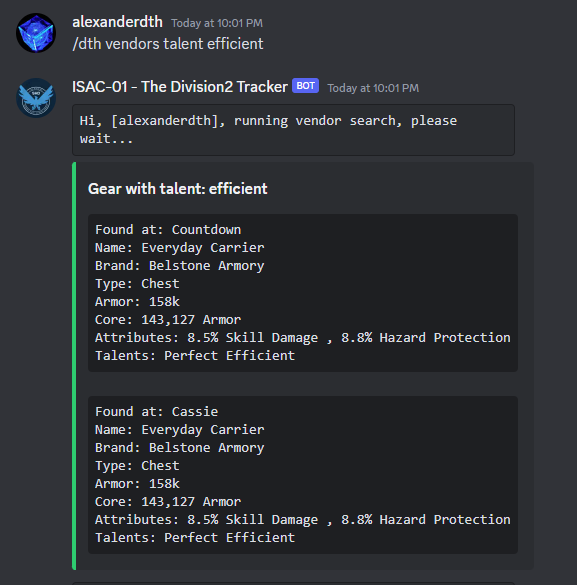 alexanderdth Today at 10:01 PM
/dth vendors talent efficient
ISAC-01 - The Division2 Tracker BOT Today at 10:01 PM
Hi, [alexanderdth], running vendor search, please
wait...
Gear with talent: efficient
Found at: Countdown
Name: Everyday Carrier
Brand: Belstone Armory
Type: Chest
Armor: 158k
Core: 143,127 Armor
Attributes: 8.5% Skill Damage , 8.8% Hazard Protection
Talents: Perfect Efficient
Found at: Cassie
Name: Everyday Carrier
Brand: Belstone Armory
Type: Chest
Armor: 158k
Core: 143,127 Armor
Attributes: 8.5% Skill Damage , 8.8% Hazard Protection
Talents: Perfect Efficient